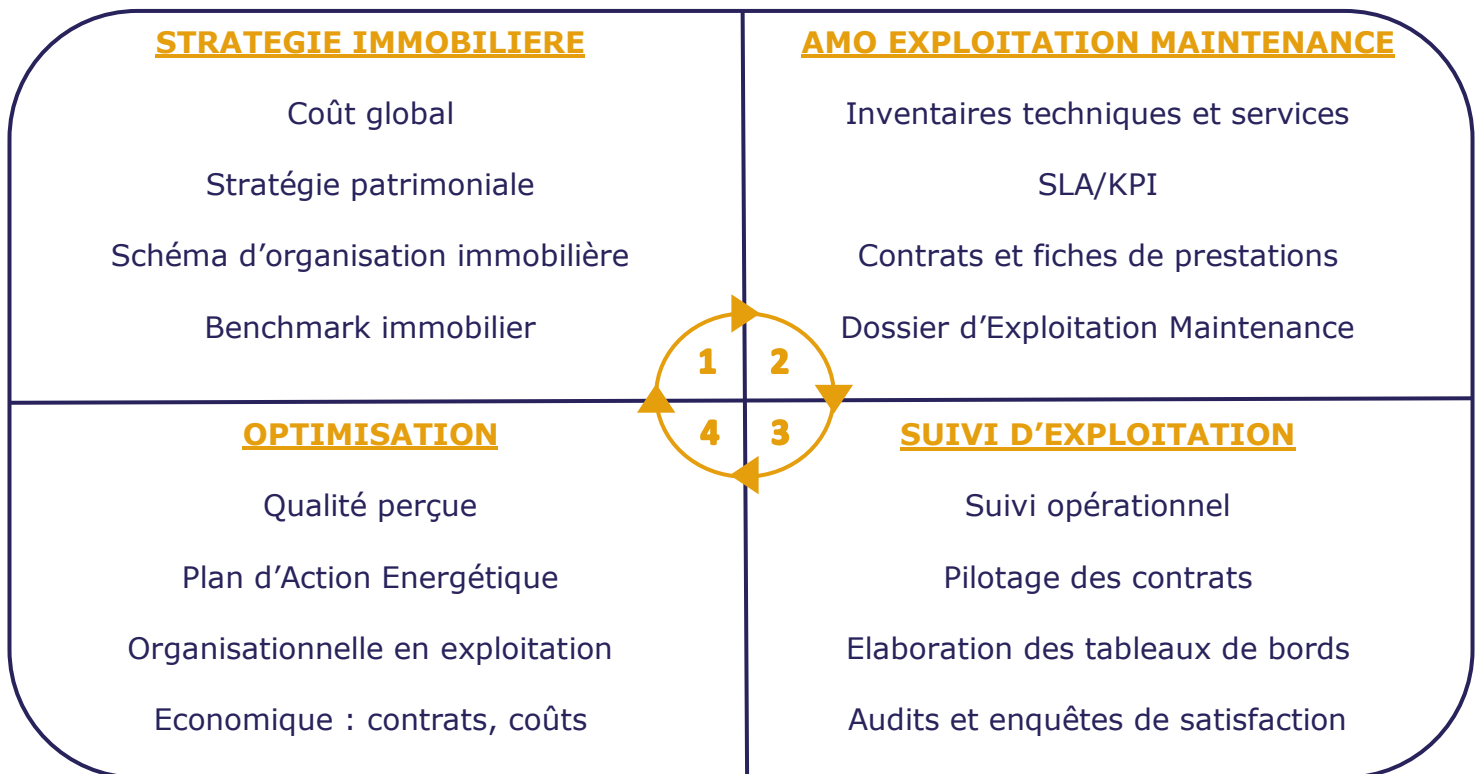 STRATEGIE IMMOBILIERE
Coût global
Stratégie patrimoniale
Schéma d’organisation immobilière
Benchmark immobilier
AMO EXPLOITATION MAINTENANCE
Inventaires techniques et services
SLA/KPI
Contrats et fiches de prestations
Dossier d’Exploitation Maintenance
1
2
4
3
OPTIMISATION
Qualité perçue
Plan d’Action Energétique
Organisationnelle en exploitation
Economique : contrats, coûts
SUIVI D’EXPLOITATION
Suivi opérationnel
Pilotage des contrats
Elaboration des tableaux de bords
Audits et enquêtes de satisfaction